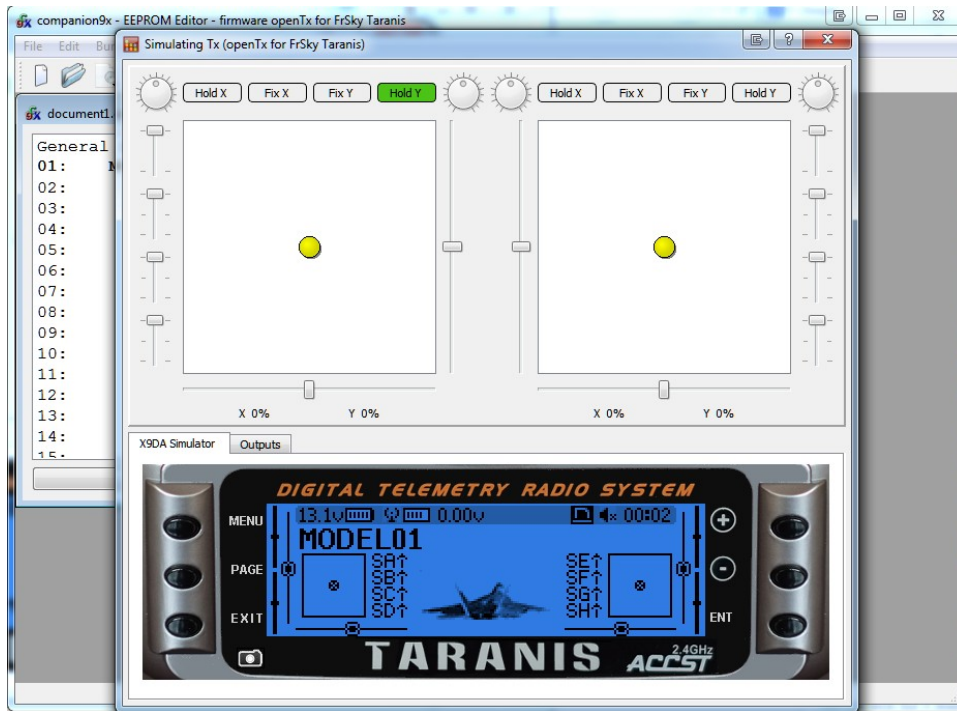 companion9x - EEPROM Editor - firmware openTx for FrSky Taranis
File Edit
Simulating Tx (openTx for FrSky Taranis)
Hold X Fix X Fix Y Hold Y Hold X Fix X Fix Y Hold Y
document1.
General
01:
02:
03:
04:
05:
06:
07:
08:
09:
10:
11:
12:
13:
14:
15:
X 0% Y 0% X 0% Y 0%
X9DA Simulator Outputs
DIGITAL TELEMETRY RADIO SYSTEM
MENU
PAGE
EXIT
13.1v 0.00v 00:02
MODEL01
SA↑
SB↑
SC↑
SD↑
SE↑
SF↑
SG↑
SH↑
+
-
ENT
TARANIS
2.4GHz
ACCST